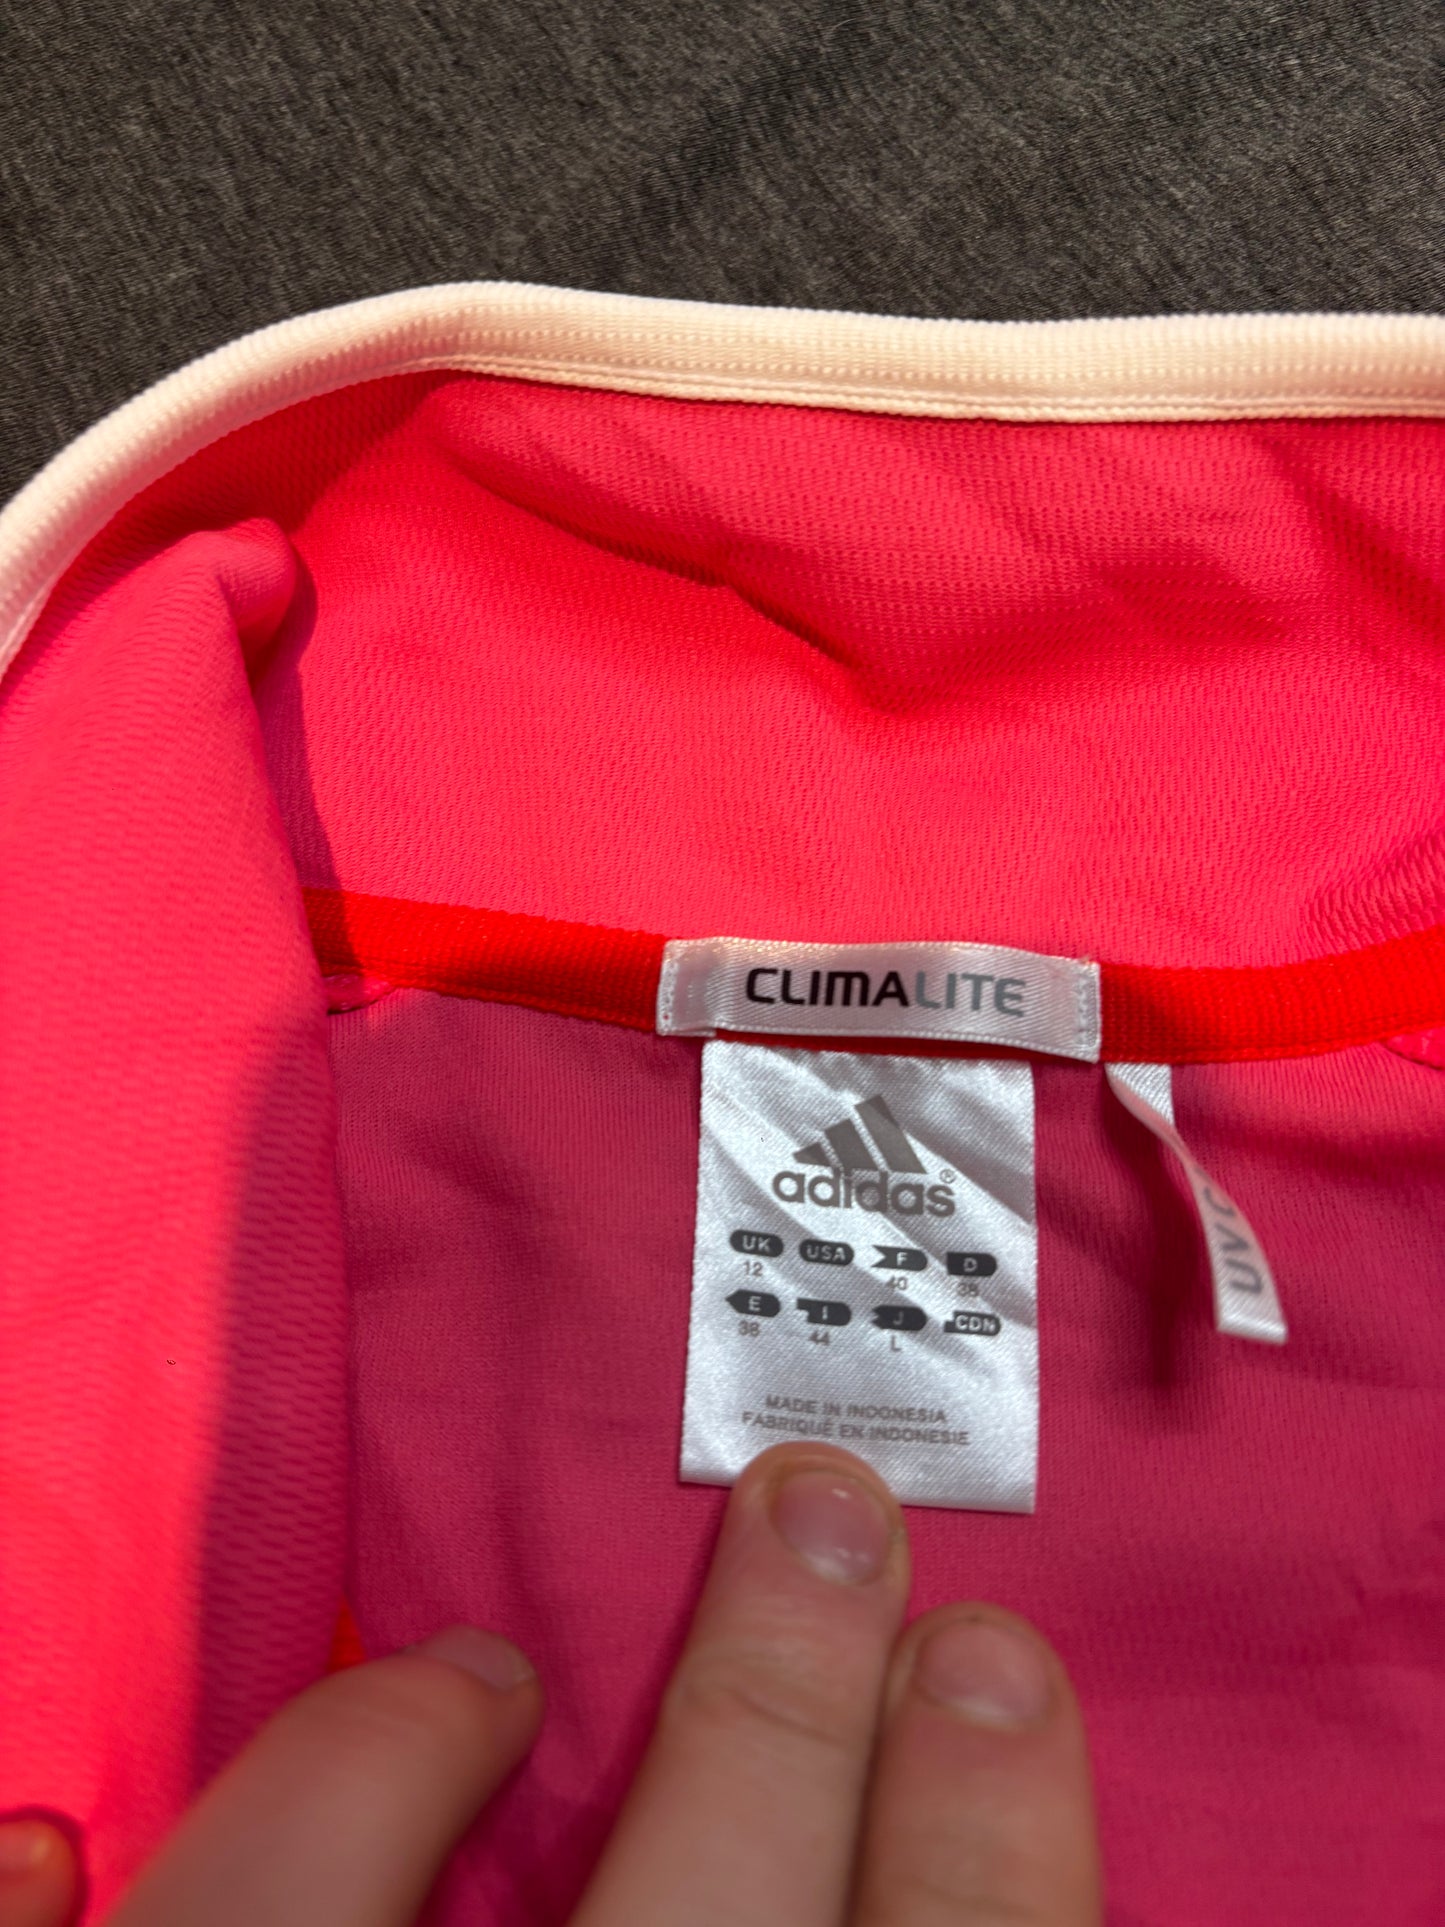 CLIMALITE
adidas®
UK USA F D
12 40 38
E I J CDN
38 44 L
MADE IN INDONESIA
FABRIQUÉ EN INDONESIE